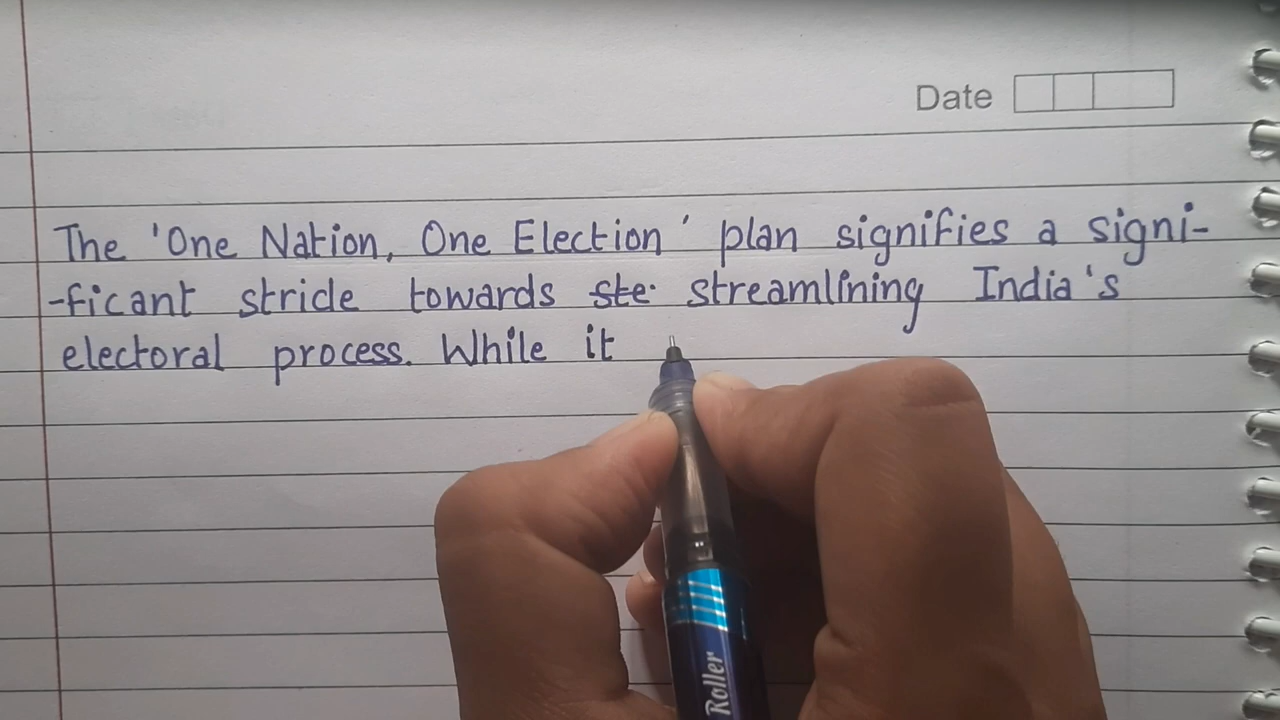 Date
The 'One Nation, One Election' plan signifies a signi-
-ficant stride towards ste streamlining India's
electoral process. While it
Roller